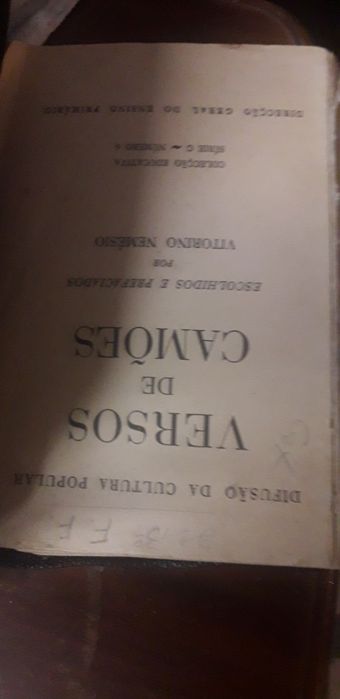 DIFUSÃO DA CULTURA POPULAR
VERSOS
DE
CAMÕES
ESCOLHIDOS E PREFACIADOS
POR
VITORINO NEMÉSIO
COLECÇÃO EDUCATIVA
SÉRIE G ~ NÚMERO 6
DIRECÇÃO GERAL DO ENSINO PRIMÁRIO